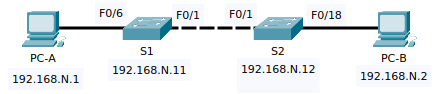 F0/6 F0/1 F0/1 F0/18
PC-A S1 S2 PC-B
192.168.N.1 192.168.N.11 192.168.N.12 192.168.N.2